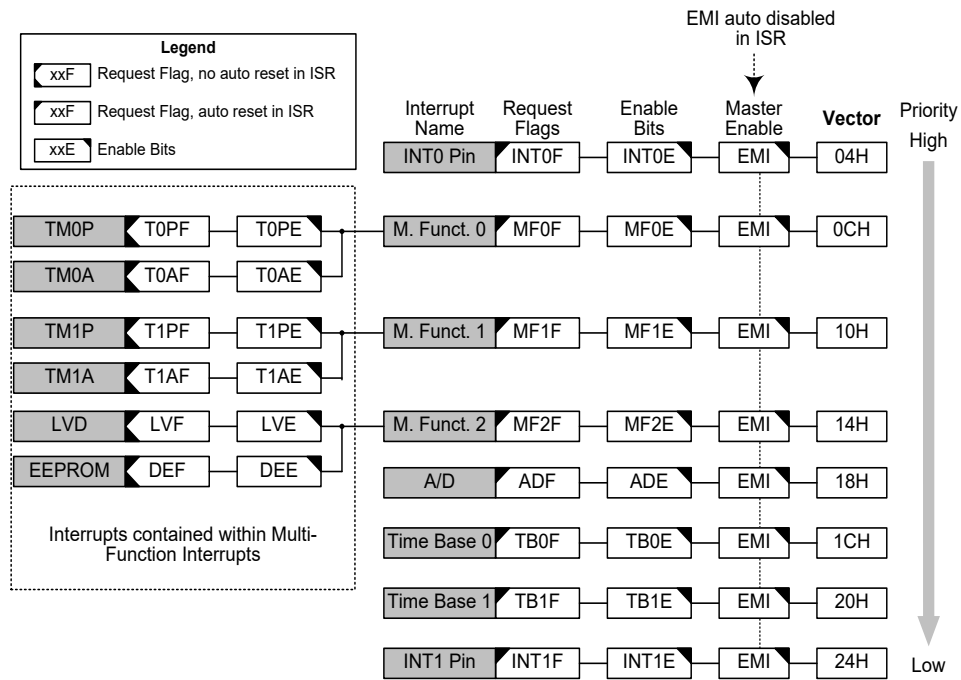 EMI auto disabled
in ISR
Legend
xxF Request Flag, no auto reset in ISR
xxF Request Flag, auto reset in ISR
xxE Enable Bits
Interrupt Name Request Flags Enable Bits Master Enable Vector Priority
High
INT0 Pin INT0F INT0E EMI 04H
TM0P T0PF T0PE M. Funct. 0 MF0F MF0E EMI 0CH
TM0A T0AF T0AE
TM1P T1PF T1PE M. Funct. 1 MF1F MF1E EMI 10H
TM1A T1AF T1AE
LVD LVF LVE M. Funct. 2 MF2F MF2E EMI 14H
EEPROM DEF DEE A/D ADF ADE EMI 18H
Interrupts contained within Multi-
Function Interrupts
Time Base 0 TB0F TB0E EMI 1CH
Time Base 1 TB1F TB1E EMI 20H
INT1 Pin INT1F INT1E EMI 24H Low